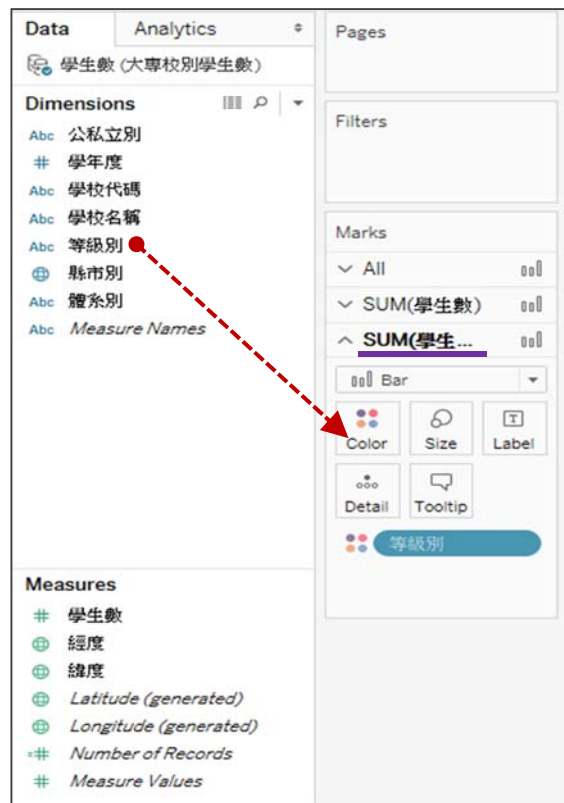 Data
Analytics
學生數 (大專校別學生數)
Dimensions
Abc 公私立別
# 學年度
Abc 學校代碼
Abc 學校名稱
Abc 等級別
縣市別
Abc 體系別
Abc Measure Names
Measures
# 學生數
經度
緯度
Latitude (generated)
Longitude (generated)
=# Number of Records
# Measure Values
Pages
Filters
Marks
All
SUM(學生數)
SUM(學生...
Bar
Color
Size
T
Label
Detail
Tooltip
等級別